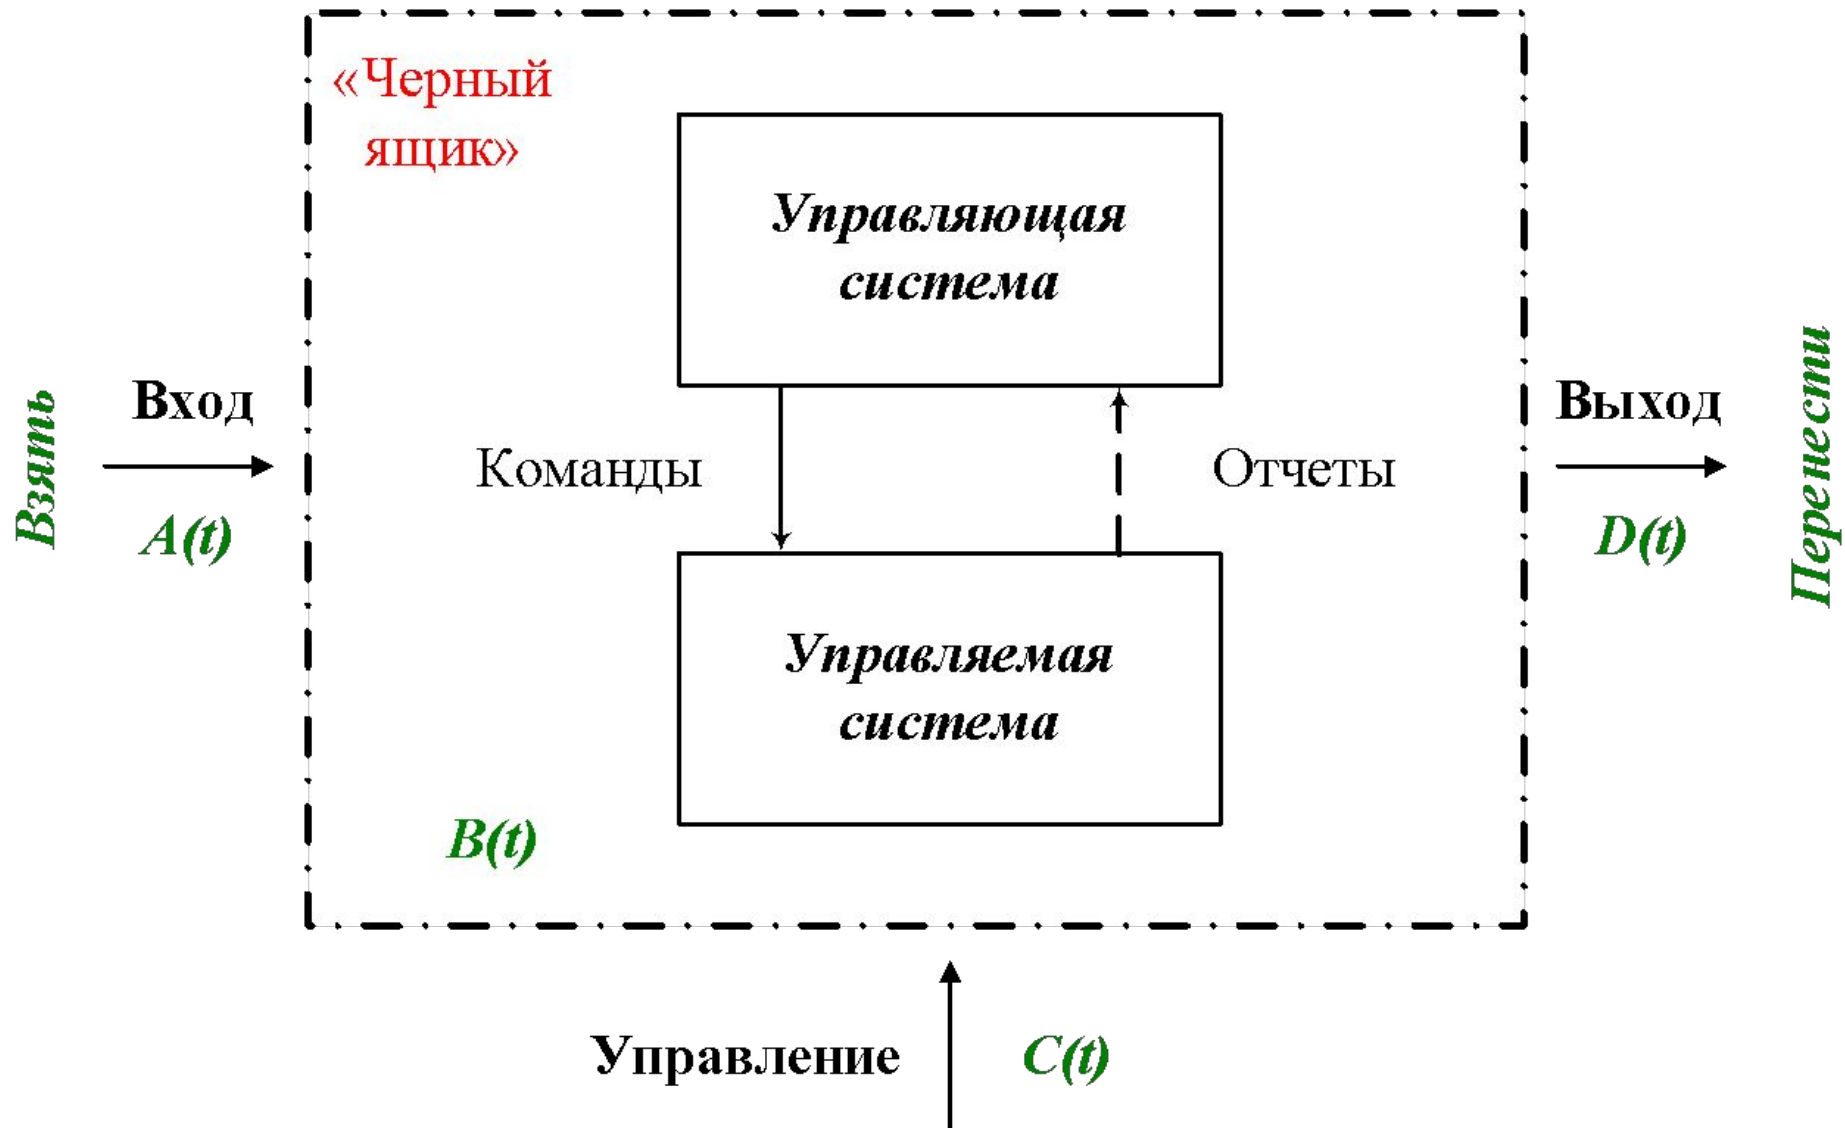 «Черный
ящик»
Управляющая
система
Взять
Вход
A(t)
Команды
Отчеты
Выход
D(t)
Перенести
Управляемая
система
B(t)
Управление
C(t)